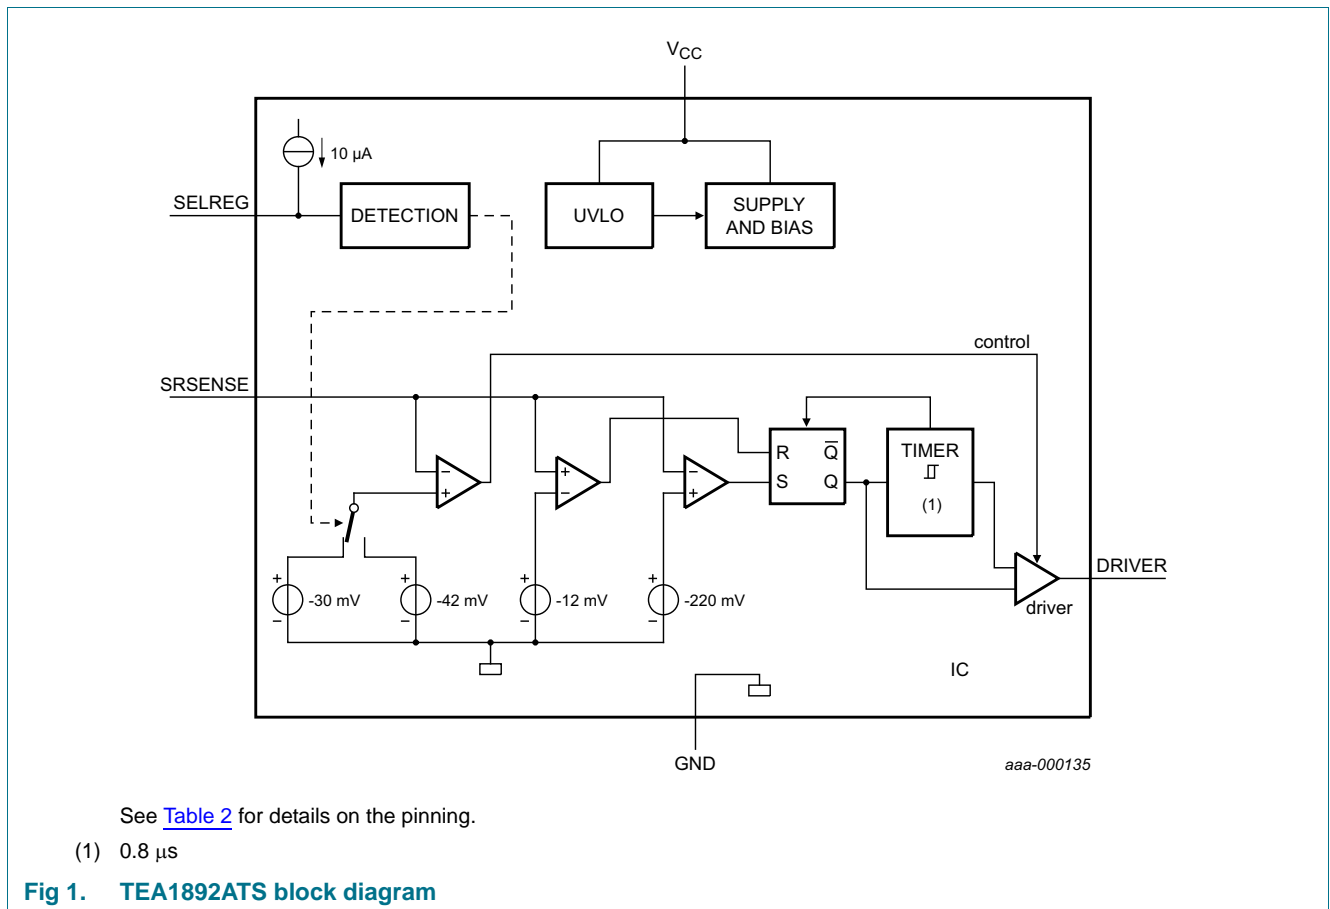 VCC
10 µA
SELREG
DETECTION
UVLO
SUPPLY
AND BIAS
control
SRSENSE
R
Q̅
S
Q
TIMER
(1)
−
+
+
−
−
+
DRIVER
driver
+
-30 mV
−
+
-42 mV
−
+
-12 mV
−
+
-220 mV
−
IC
GND
aaa-000135
See Table 2 for details on the pinning.
(1) 0.8 μs
Fig 1. TEA1892ATS block diagram